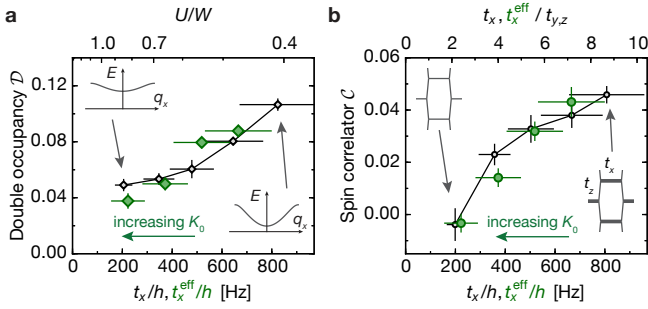 a
U/W
1.0
0.7
0.4
Double occupancy 𝒟
0.12
0.08
0.04
0.00
E
q_x
E
q_x
increasing K_0
0
200
400
600
800
t_x/h, t_x^eff/h [Hz]
b
t_x, t_x^eff / t_y,z
0
2
4
6
8
10
Spin correlator 𝒞
0.06
0.04
0.02
0.00
t_x
t_z
increasing K_0
0
200
400
600
800
t_x/h, t_x^eff/h [Hz]